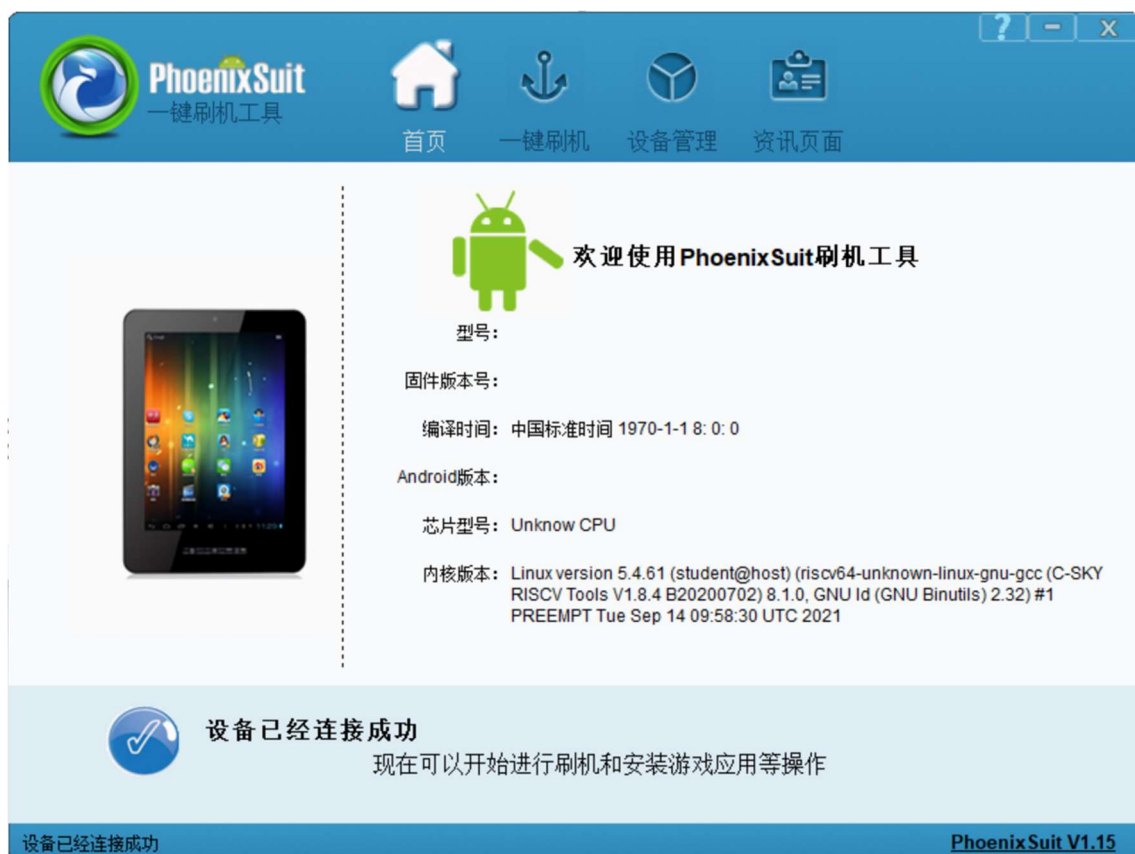 ? − X
PhoenixSuit
一键刷机工具
首页 一键刷机 设备管理 资讯页面
欢迎使用PhoenixSuit刷机工具
型号：
固件版本号：
编译时间： 中国标准时间 1970-1-1 8: 0: 0
Android版本：
芯片型号： Unknow CPU
内核版本： Linux version 5.4.61 (student@host) (riscv64-unknown-linux-gnu-gcc (C-SKY
RISCV Tools V1.8.4 B20200702) 8.1.0, GNU ld (GNU Binutils) 2.32) #1
PREEMPT Tue Sep 14 09:58:30 UTC 2021
设备已经连接成功
现在可以开始进行刷机和安装游戏应用等操作
设备已经连接成功
PhoenixSuit V1.15